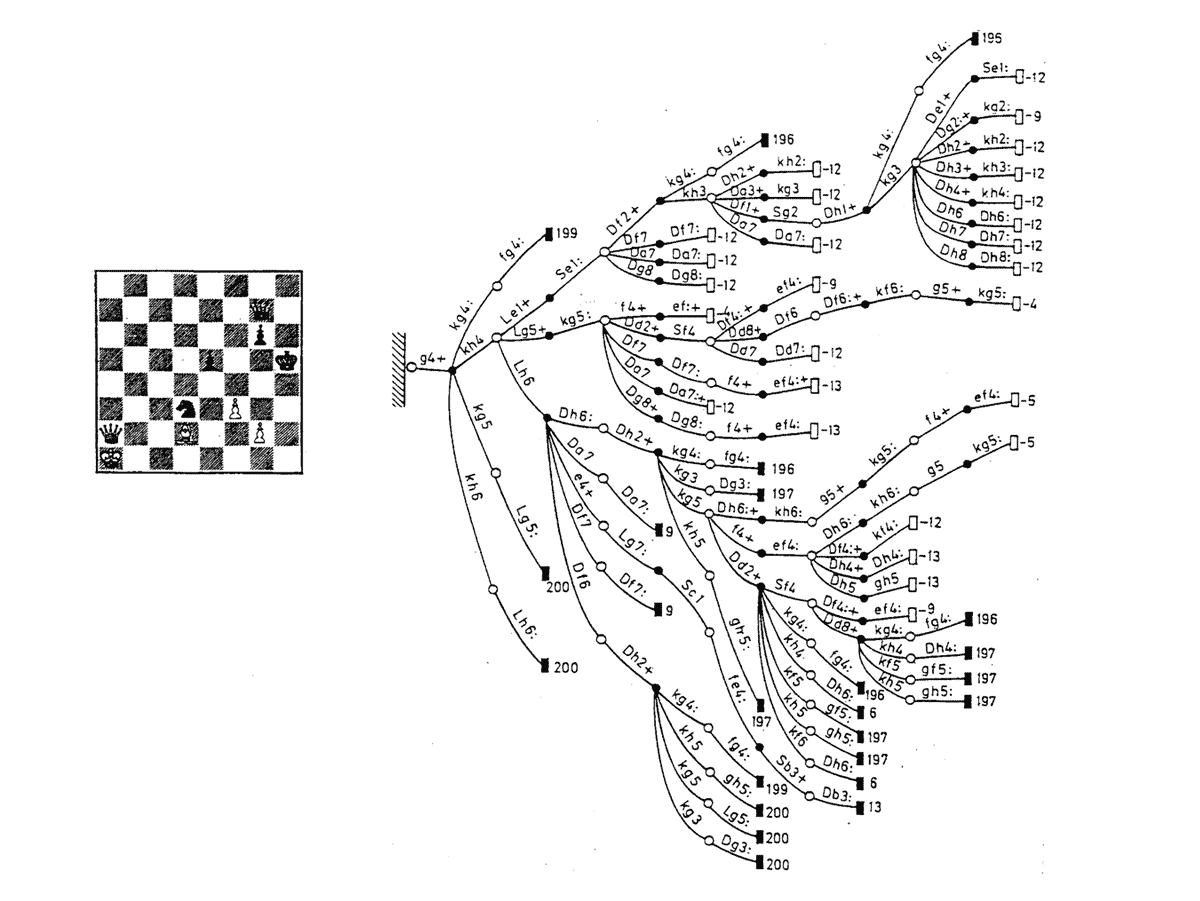 g4+
kg4:
fg4:
199
kh4
Le1+
Se1:
Df2+
kg4:
fg4:
196
kh3
Dh2+
kh2:
-12
Da3+
kg3
-12
Df1+
Sg2
Dh1+
kg4:
fg4:
195
kg3
De1+
Se1:
-12
Dg2:+
kg2:
-9
Dh2+
kh2:
-12
Dh3+
kh3:
-12
Dh4+
kh4:
-12
Dh6
Dh6:
-12
Dh7
Dh7:
-12
Dh8
Dh8:
-12
Da7
Da7:
-12
Df7
Df7:
-12
Da7
Da7:
-12
Dg8
Dg8:
-12
Lg5+
kg5:
f4+
ef:+
-4
Dd2+
Sf4
Df4:+
ef4:
-9
Dd8+
Df6
Df6:+
kf6:
g5+
kg5:
-4
Dd7
Dd7:
-12
Df7
Df7:
f4+
ef4:+
-13
Da7
Da7:+
-12
Dg8+
Dg8:
f4+
ef4:
-13
Lh6
Dh6:
Dh2+
kg4:
fg4:
196
kg3
Dg3:
197
kg5
Dh6:+
kh6:
g5+
kg5:
f4+
ef4:
-5
f4+
ef4:
Dh6:
kh6:
g5
kg5:
-5
Df4:+
kf4:
-12
Dh4+
Dh4:
-13
Dh5
gh5
-13
Dd2+
Sf4
Df4:+
ef4:
-9
Dd8+
kg4:
fg4:
196
kh4
Dh4:
197
kf5
gf5:
197
kh5
gh5:
197
kg4:
fg4:
196
kh4
Dh6:
6
kf5
gf5:
197
kh5
gh5:
197
kf6
Dh6:
6
kh5
gh5:
197
Da7
Da7:
9
e4+
Lg7:
Sc1
fe4:
Sb3+
Db3:
13
Df7
Df7:
9
Df6
Dh2+
kg4:
fg4:
199
kh5
gh5:
200
kg5
Lg5:
200
kg3
Dg3:
200
kg5
Lg5:
200
kh6
Lh6:
200